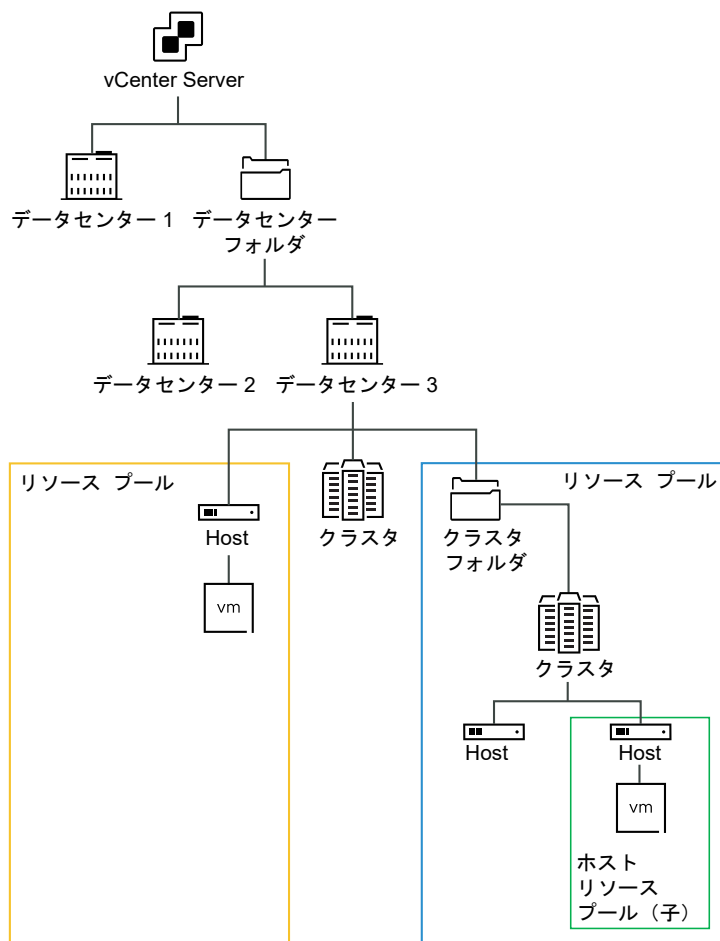 vCenter Server
データセンター 1
データセンター
フォルダ
データセンター 2
データセンター 3
リソース プール
リソース プール
Host
クラスタ
クラスタ
フォルダ
vm
クラスタ
Host
Host
vm
ホスト
リソース
プール（子）